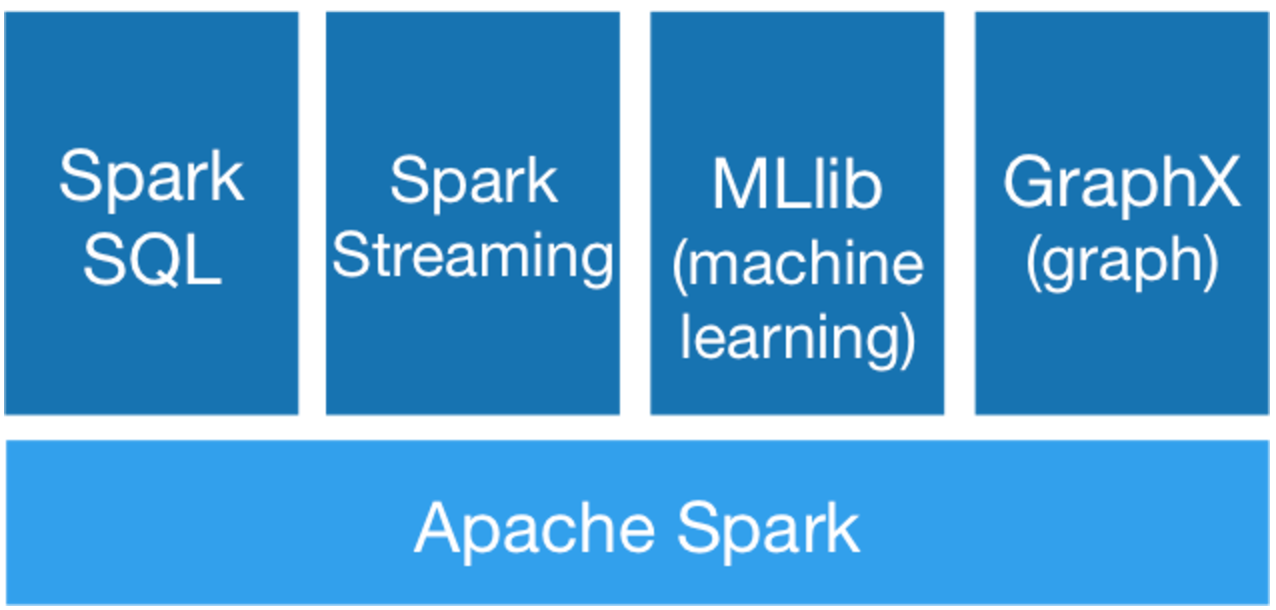 Spark
SQL
Spark
Streaming
MLlib
(machine
learning)
GraphX
(graph)
Apache Spark